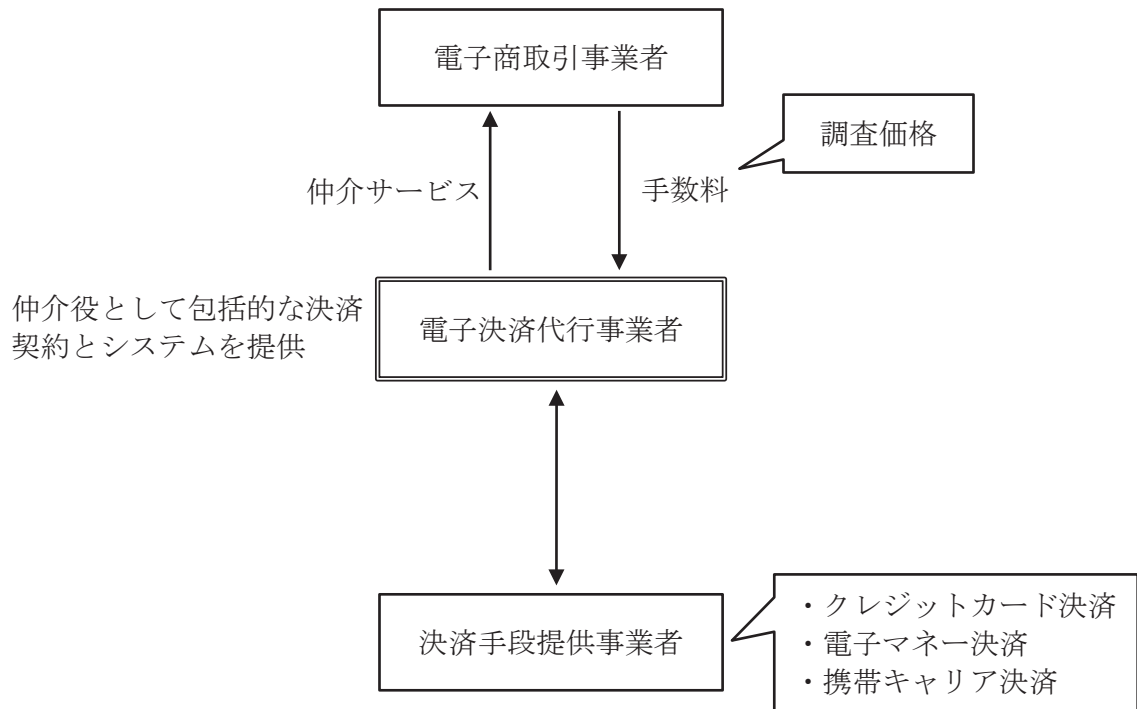 電子商取引事業者
調査価格
仲介サービス
手数料
仲介役として包括的な決済
契約とシステムを提供
電子決済代行事業者
決済手段提供事業者
・クレジットカード決済
・電子マネー決済
・携帯キャリア決済